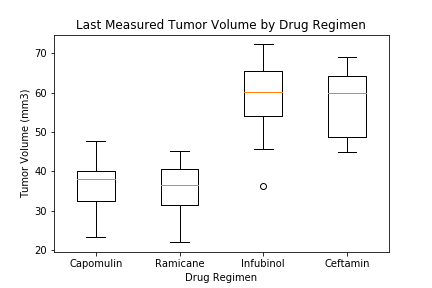 Last Measured Tumor Volume by Drug Regimen
Tumor Volume (mm3)
70
60
50
40
30
20
Capomulin Ramicane Infubinol Ceftamin
Drug Regimen